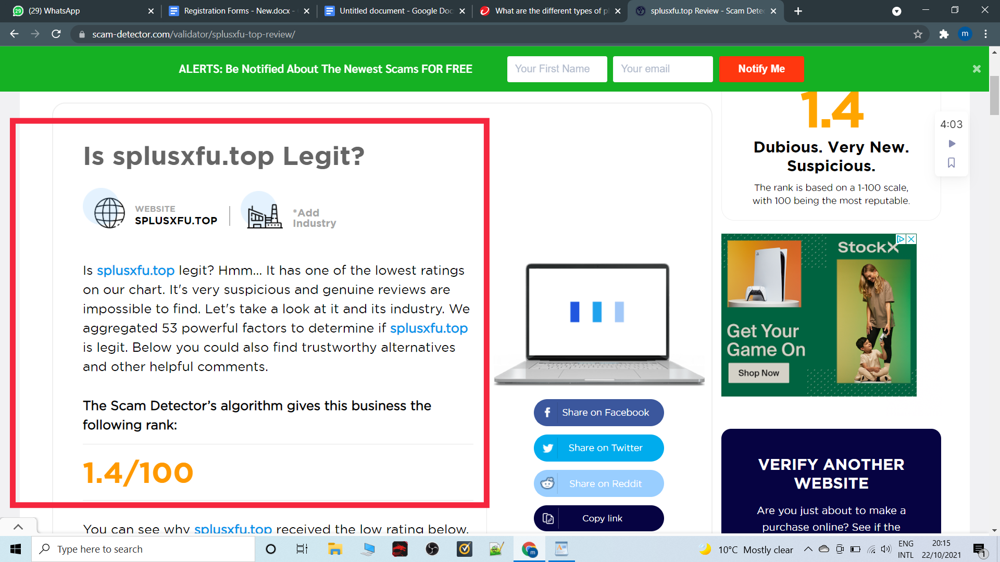 (29) WhatsApp
Registration Forms - New.docx -
Untitled document - Google Doc
What are the different types of p
splusxfu.top Review - Scam Dete
scam-detector.com/validator/splusxfu-top-review/
m
ALERTS: Be Notified About The Newest Scams FOR FREE
Your First Name
Your email
Notify Me
Is splusxfu.top Legit?
WEBSITE
SPLUSXFU.TOP
*Add
Industry
Is splusxfu.top legit? Hmm... It has one of the lowest ratings
on our chart. It's very suspicious and genuine reviews are
impossible to find. Let's take a look at it and its industry. We
aggregated 53 powerful factors to determine if splusxfu.top
is legit. Below you could also find trustworthy alternatives
and other helpful comments.
The Scam Detector’s algorithm gives this business the
following rank:
1.4/100
You can see why splusxfu.top received the low rating below.
Share on Facebook
Share on Twitter
Share on Reddit
Copy link
1.4
Dubious. Very New.
Suspicious.
The rank is based on a 1-100 scale,
with 100 being the most reputable.
4:03
StockX
Get Your
Game On
Shop Now
VERIFY ANOTHER
WEBSITE
Are you just about to make a
purchase online? See if the
Type here to search
m
10°C Mostly clear
ENG
INTL
20:15
22/10/2021
1